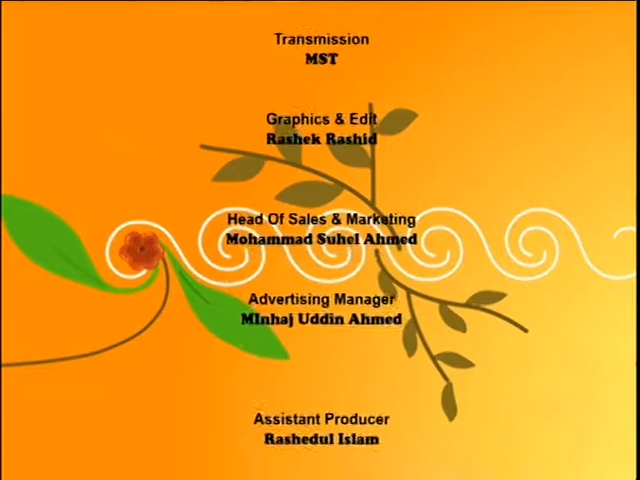 Transmission
MST
Graphics & Edit
Rashek Rashid
Head Of Sales & Marketing
Mohammad Suhel Ahmed
Advertising Manager
MInhaj Uddin Ahmed
Assistant Producer
Rashedul Islam